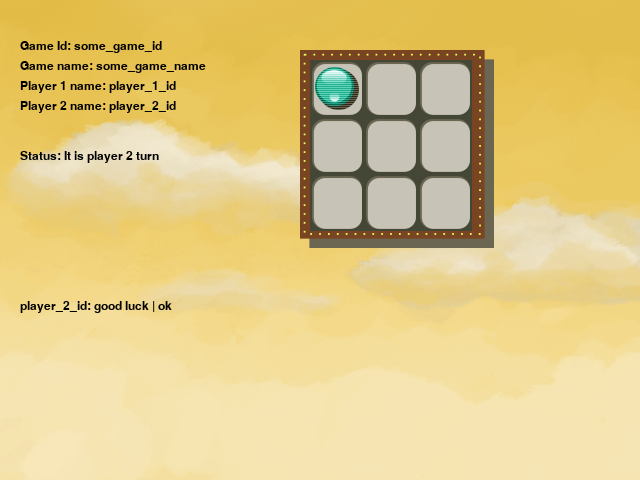 Game Id: some_game_id
Game name: some_game_name
Player 1 name: player_1_id
Player 2 name: player_2_id
Status: It is player 2 turn
player_2_id: good luck | ok